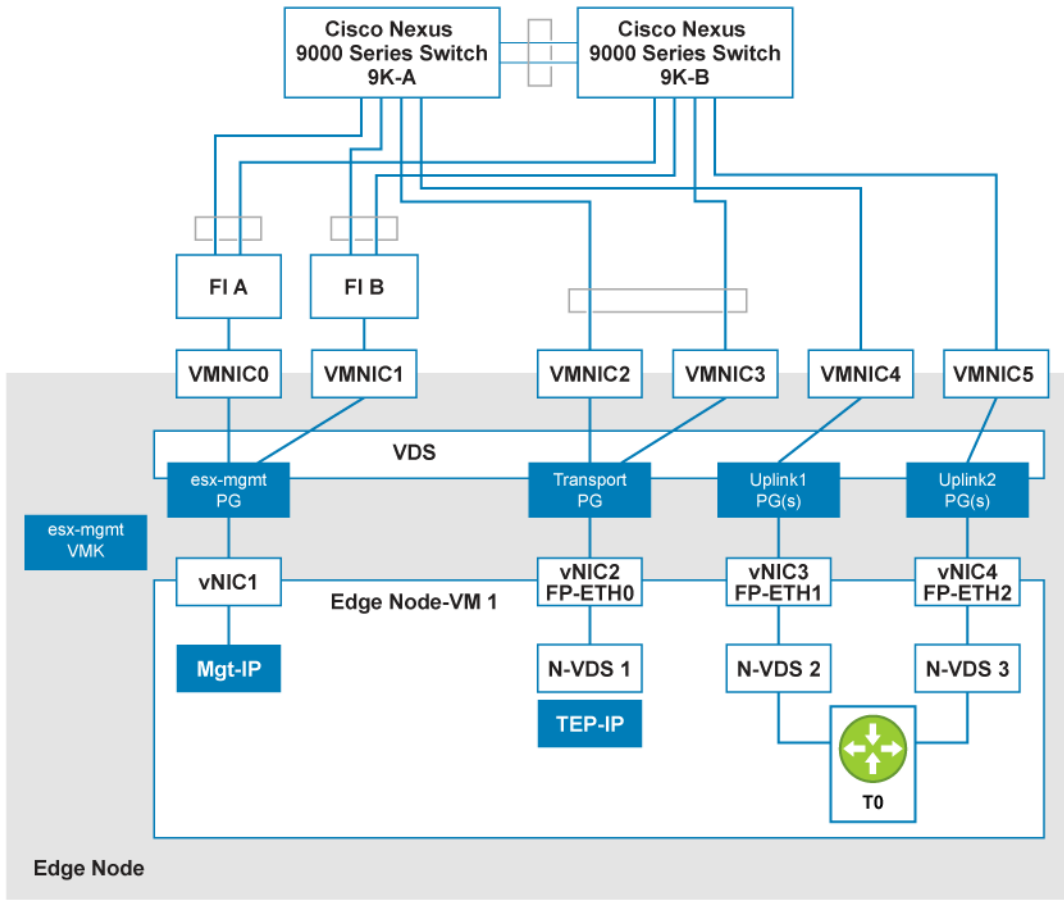 Cisco Nexus
9000 Series Switch
9K-A
Cisco Nexus
9000 Series Switch
9K-B
FI A
FI B
VMNIC0
VMNIC1
VMNIC2
VMNIC3
VMNIC4
VMNIC5
VDS
esx-mgmt
PG
Transport
PG
Uplink1
PG(s)
Uplink2
PG(s)
esx-mgmt
VMK
vNIC1
vNIC2
FP-ETH0
vNIC3
FP-ETH1
vNIC4
FP-ETH2
Edge Node-VM 1
Mgt-IP
N-VDS 1
N-VDS 2
N-VDS 3
TEP-IP
T0
Edge Node